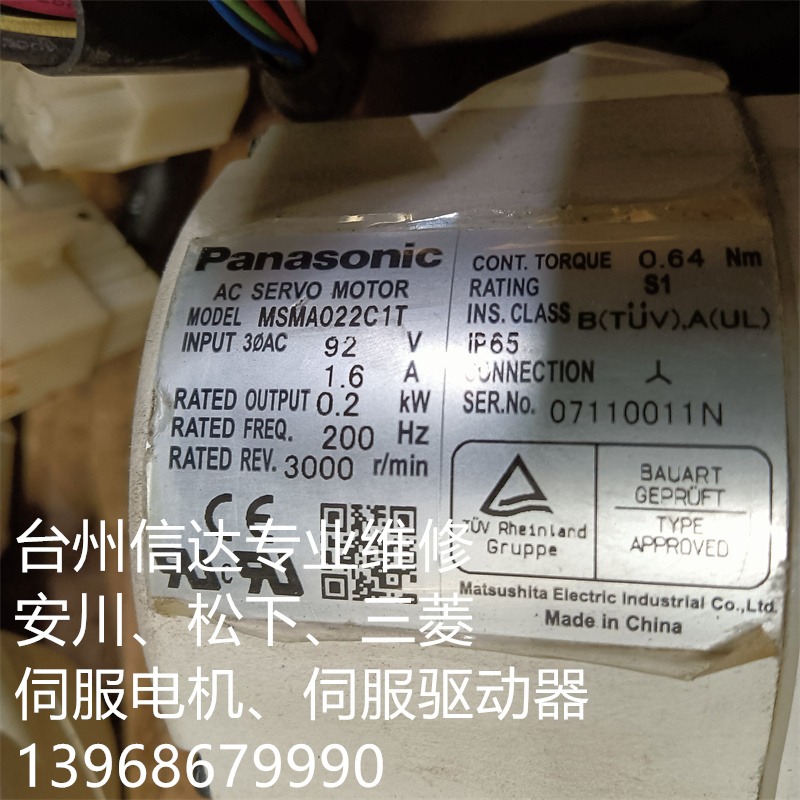 Panasonic
AC SERVO MOTOR
MODEL MSMA022C1T
INPUT 3ØAC 92 V
1.6 A
RATED OUTPUT 0.2 kW
RATED FREQ. 200 Hz
RATED REV. 3000 r/min
CONT. TORQUE 0.64 Nm
RATING S1
INS. CLASS B(TÜV),A(UL)
IP65
CONNECTION
SER.No. 07110011N
TÜV Rheinland
Gruppe
BAUART
GEPRÜFT
TYPE
APPROVED
CE
Matsushita Electric Industrial Co.,Ltd.
Made in China
台州信达专业维修
安川、松下、三菱
伺服电机、伺服驱动器
13968679990